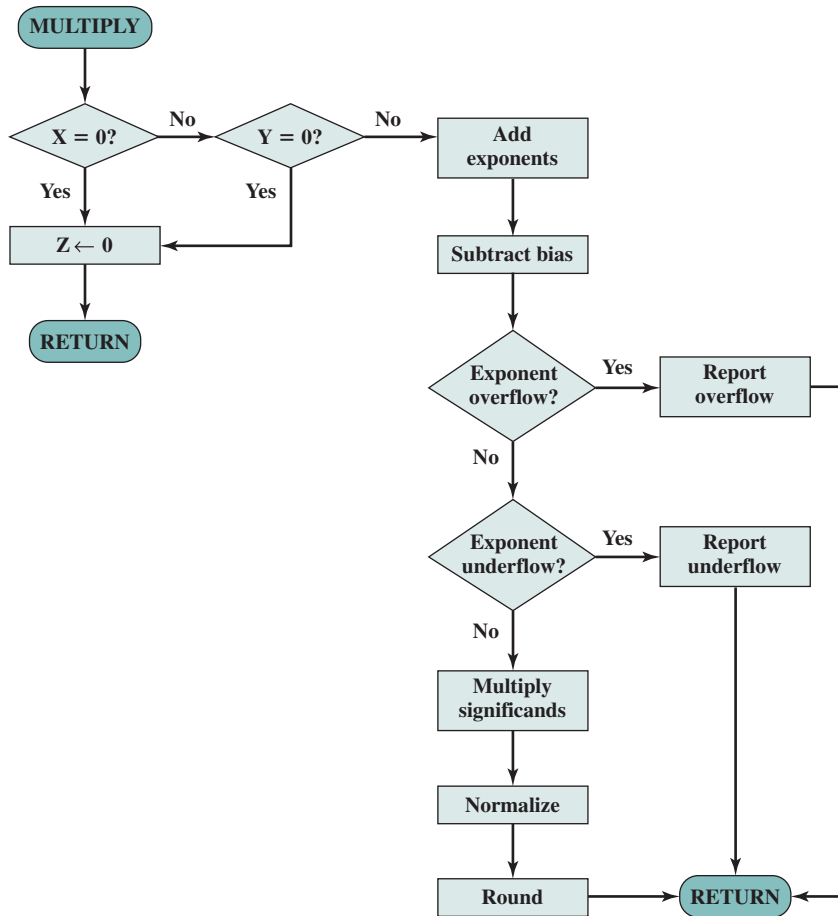 MULTIPLY
X = 0?
No
Y = 0?
No
Add
exponents
Yes
Yes
Z ← 0
Subtract bias
RETURN
Exponent
overflow?
Yes
Report
overflow
No
Exponent
underflow?
Yes
Report
underflow
No
Multiply
significands
Normalize
Round
RETURN